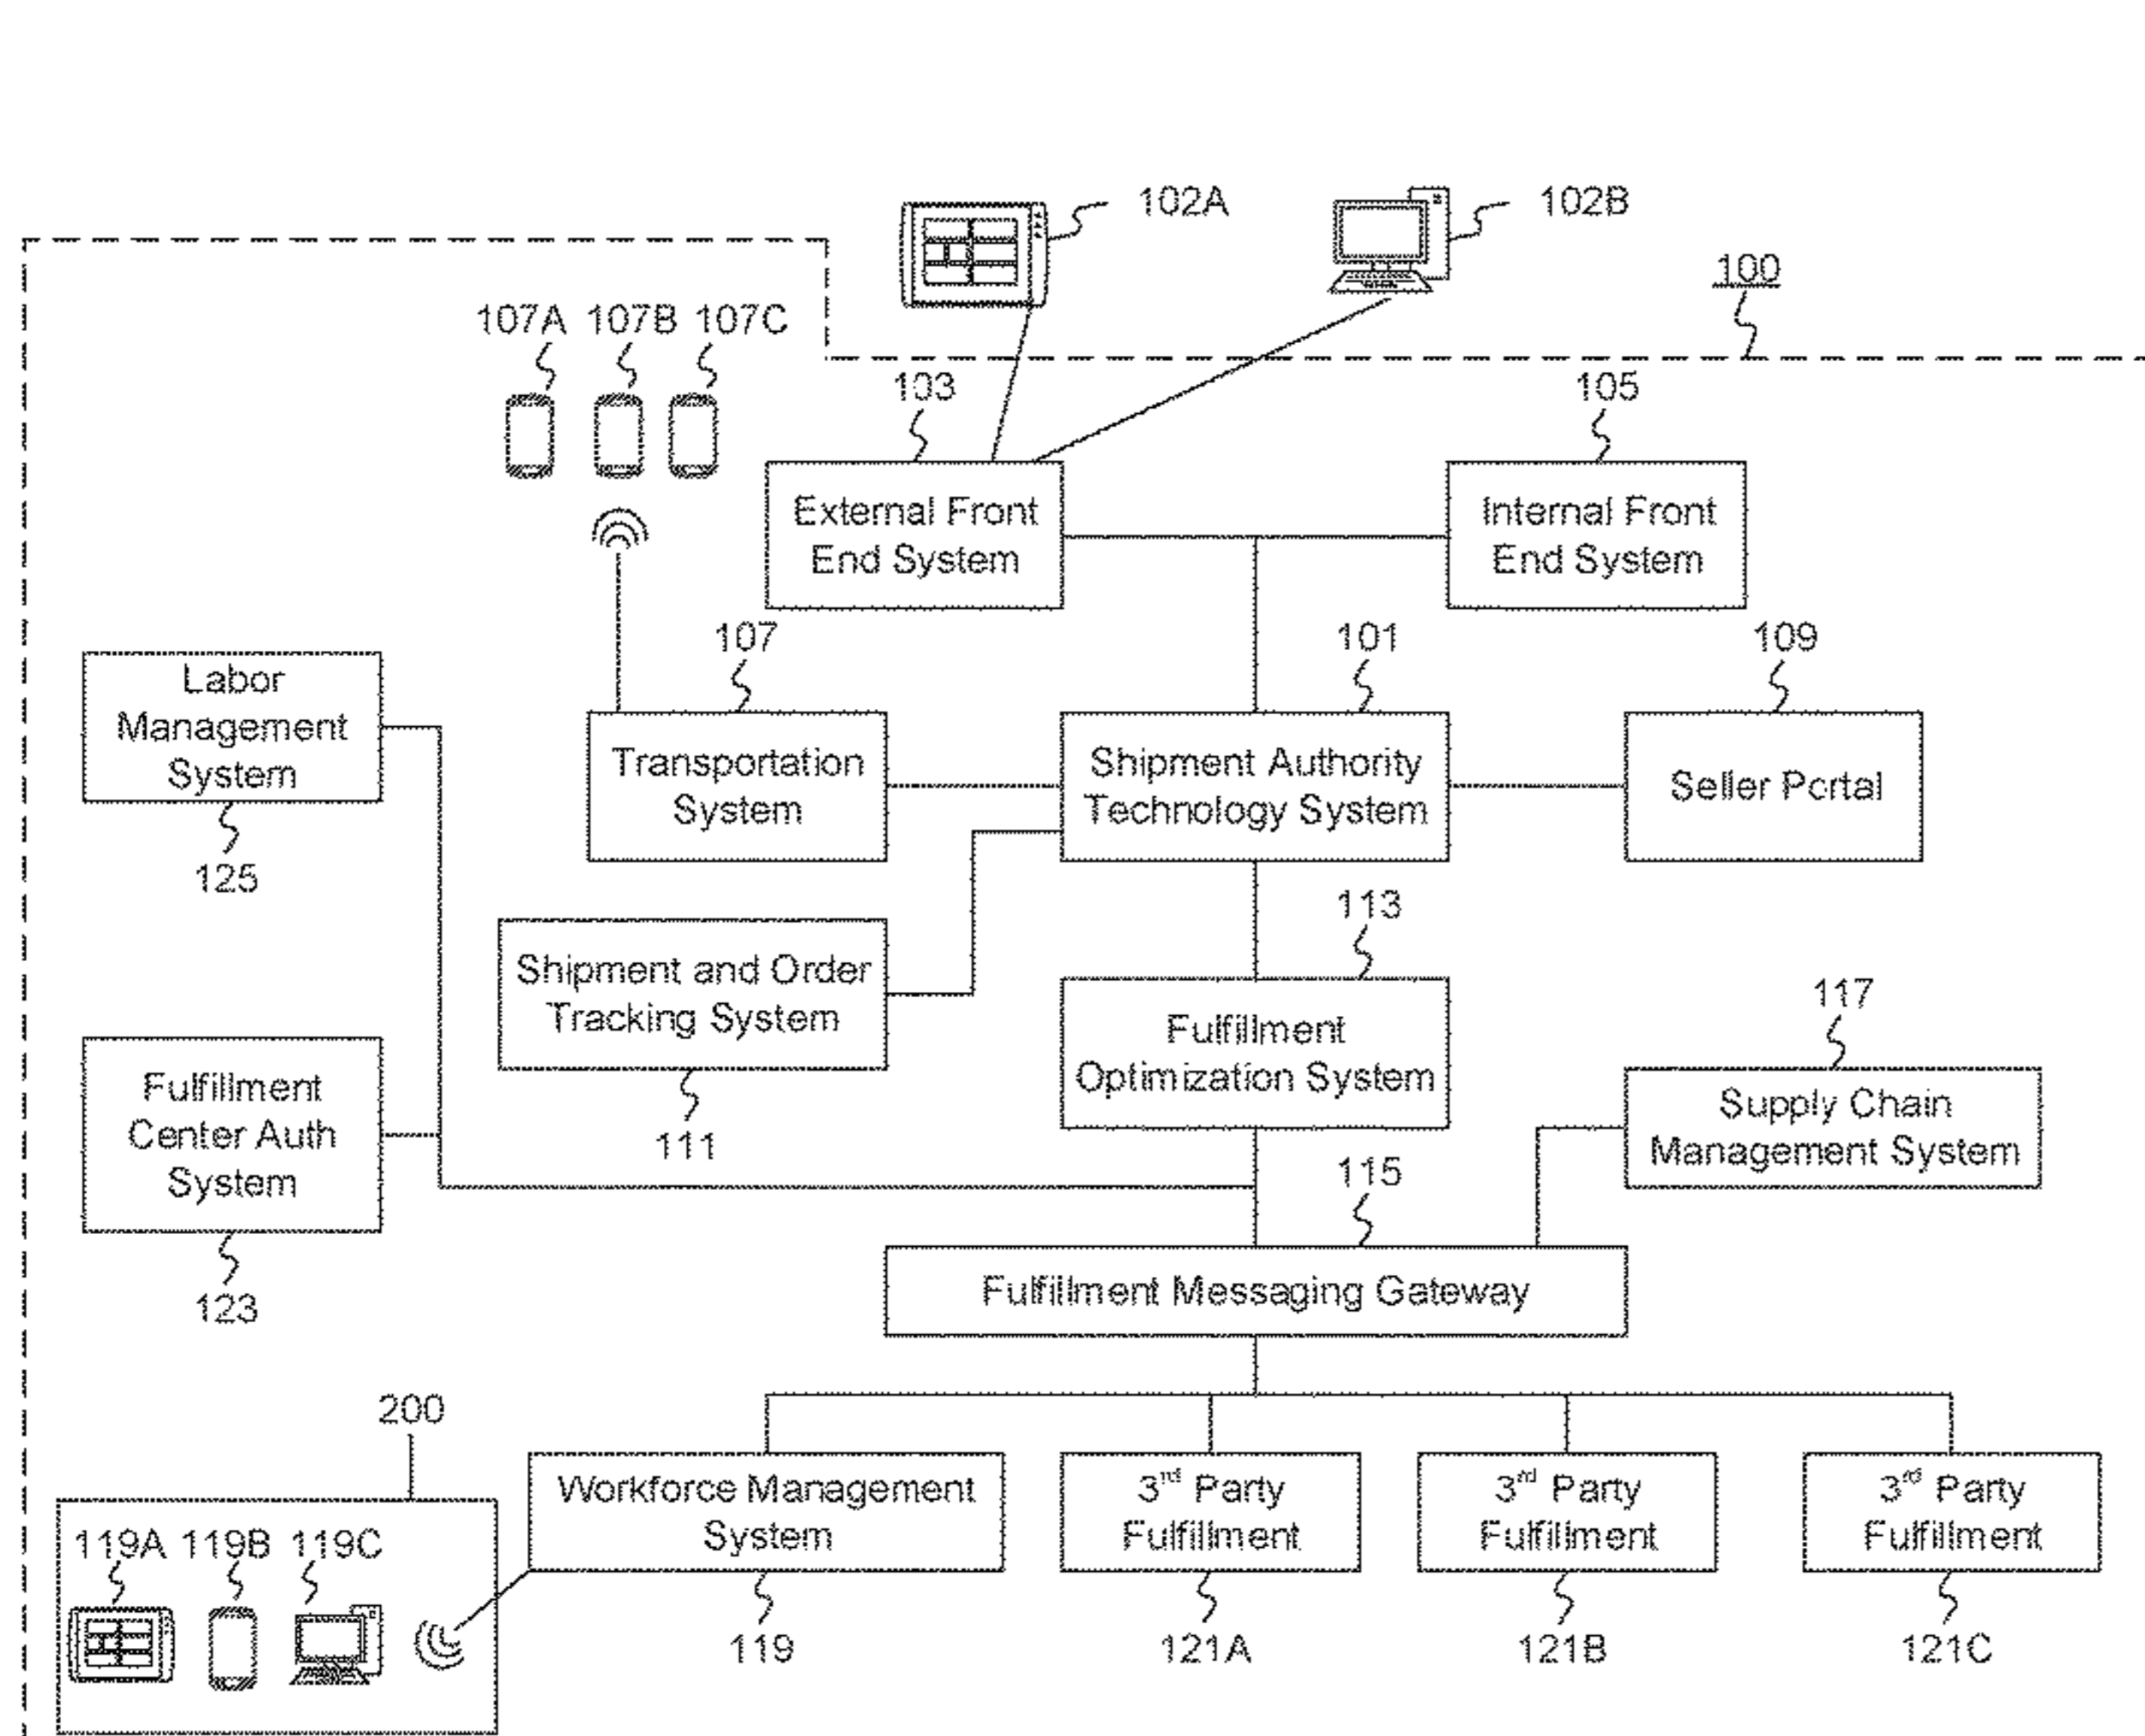 102A
102B
100
107A 107B 107C
103
105
External Front
End System
Internal Front
End System
107
101
109
Labor
Management
System
Transportation
System
Shipment Authority
Technology System
Seller Portal
125
113
Shipment and Order
Tracking System
117
Fulfillment
Optimization System
Fulfillment
Center Auth
System
Supply Chain
Management System
111
115
123
Fulfillment Messaging Gateway
200
Workforce Management
System
3rd Party
Fulfillment
3rd Party
Fulfillment
3rd Party
Fulfillment
119A 119B 119C
119
121A
121B
121C